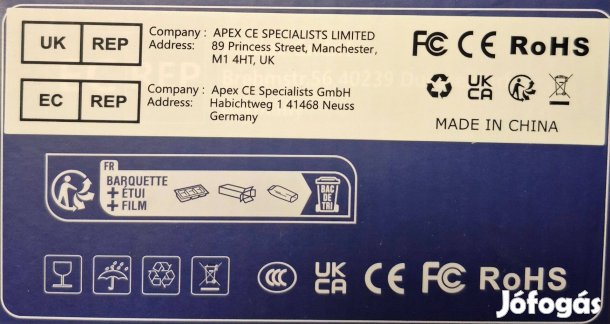 UK REP
Company : APEX CE SPECIALISTS LIMITED
Address: 89 Princess Street, Manchester,
M1 4HT, UK
EC REP
Company : Apex CE Specialists GmbH
Address: Habichtweg 1 41468 Neuss
Germany
FC CE RoHS
UK
CA
MADE IN CHINA
FR
BARQUETTE
+ ÉTUI
+ FILM
BAC
DE
TRI
CCC UK
CA CE FC RoHS
Jófogás